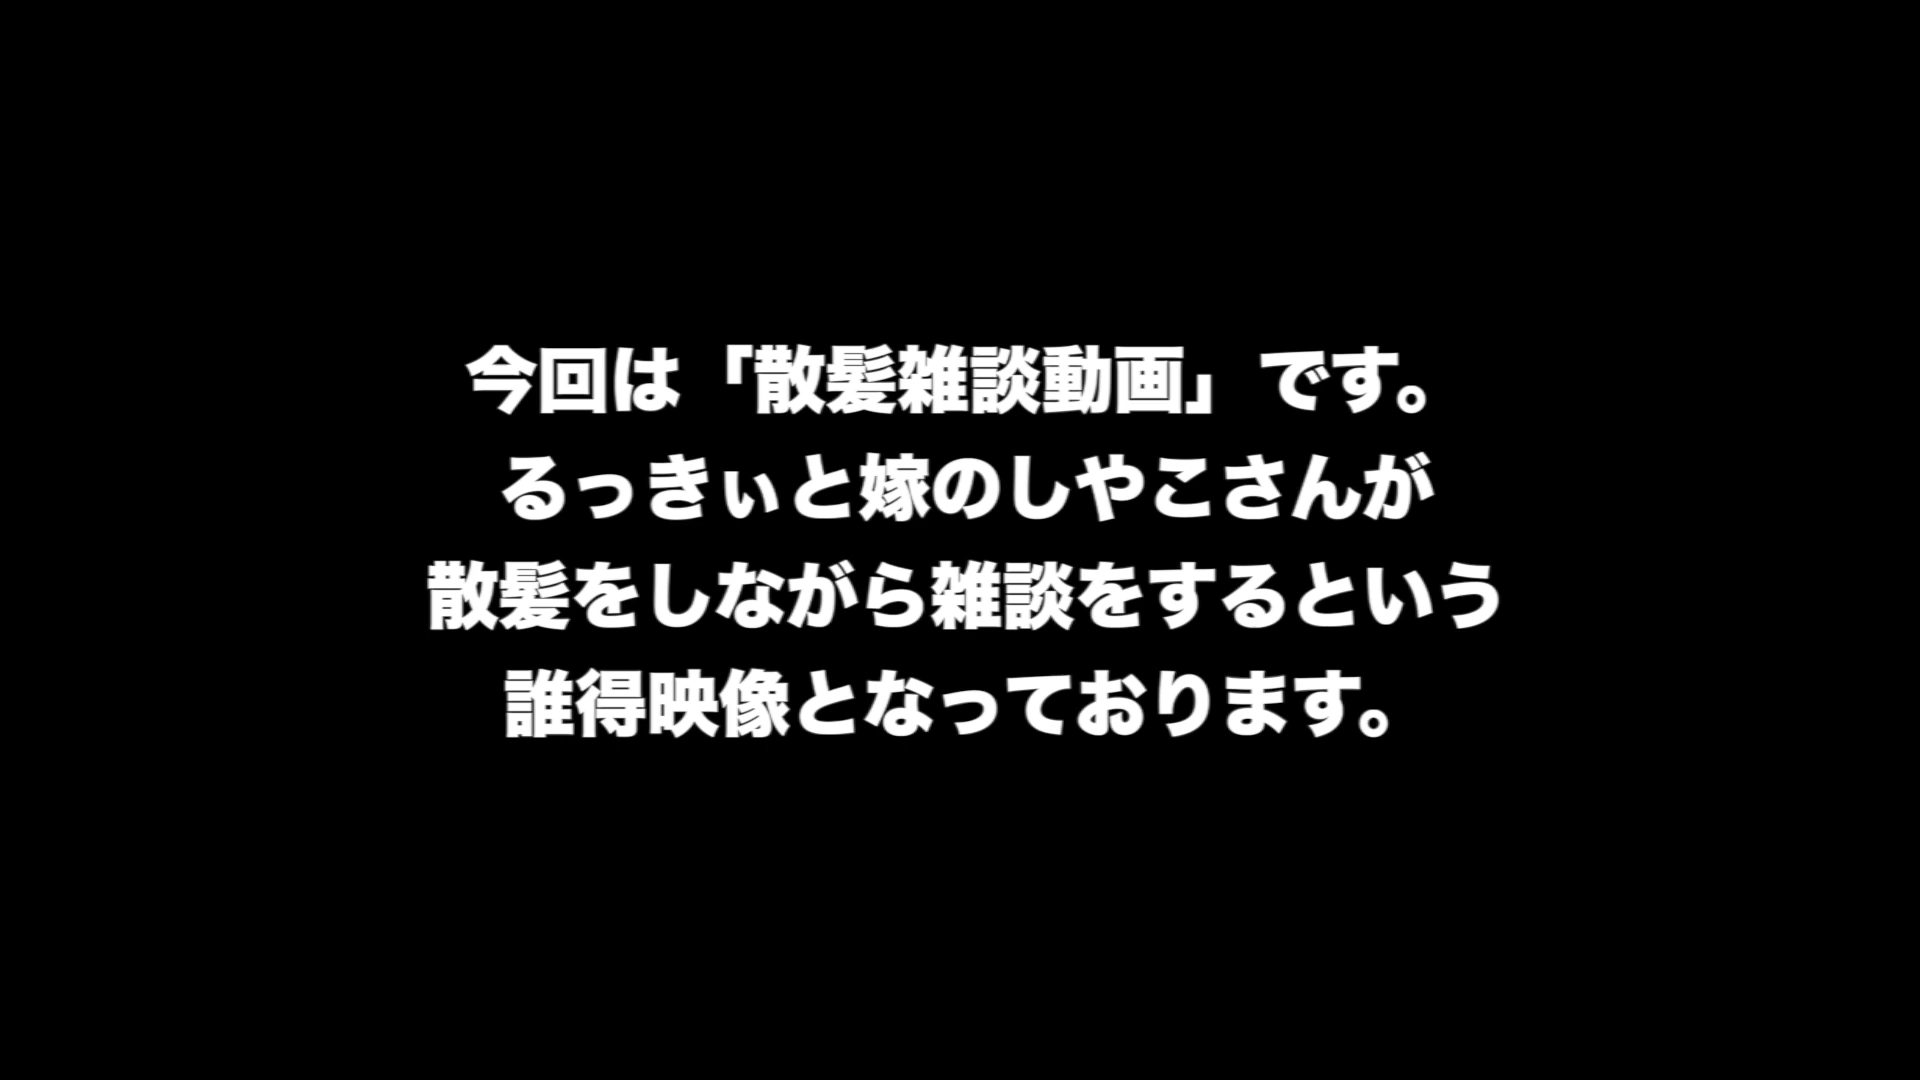 今回は「散髪雑談動画」です。
るっきぃと嫁のしやこさんが
散髪をしながら雑談をするという
誰得映像となっております。